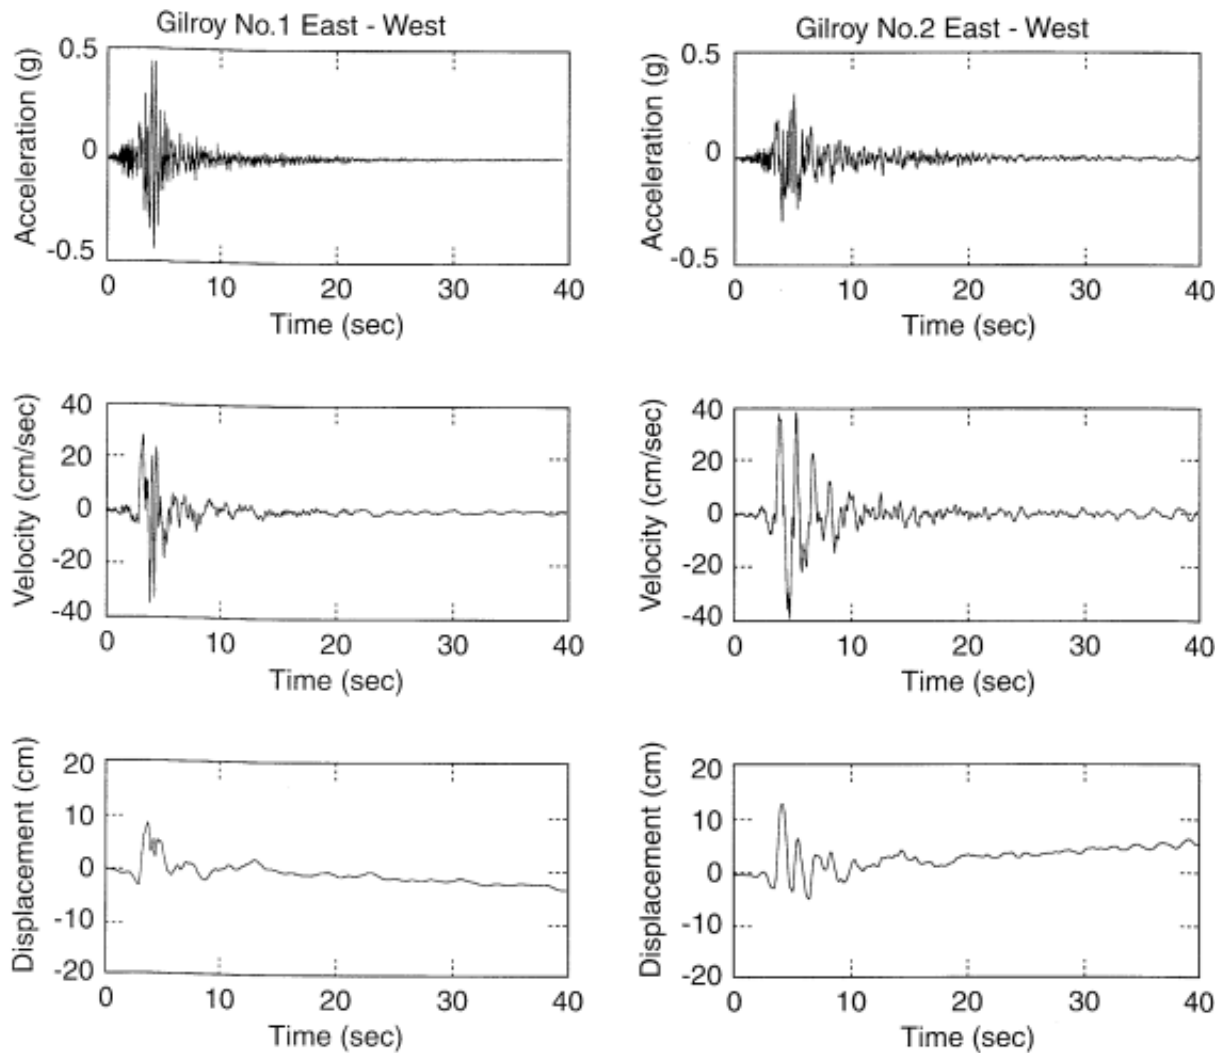 Gilroy No.1 East - West
0.5
0
-0.5
Acceleration (g)
0 10 20 30 40
Time (sec)
Gilroy No.2 East - West
0.5
0
-0.5
Acceleration (g)
0 10 20 30 40
Time (sec)
40
20
0
-20
-40
Velocity (cm/sec)
0 10 20 30 40
Time (sec)
40
20
0
-20
-40
Velocity (cm/sec)
0 10 20 30 40
Time (sec)
20
10
0
-10
-20
Displacement (cm)
0 10 20 30 40
Time (sec)
20
10
0
-10
-20
Displacement (cm)
0 10 20 30 40
Time (sec)